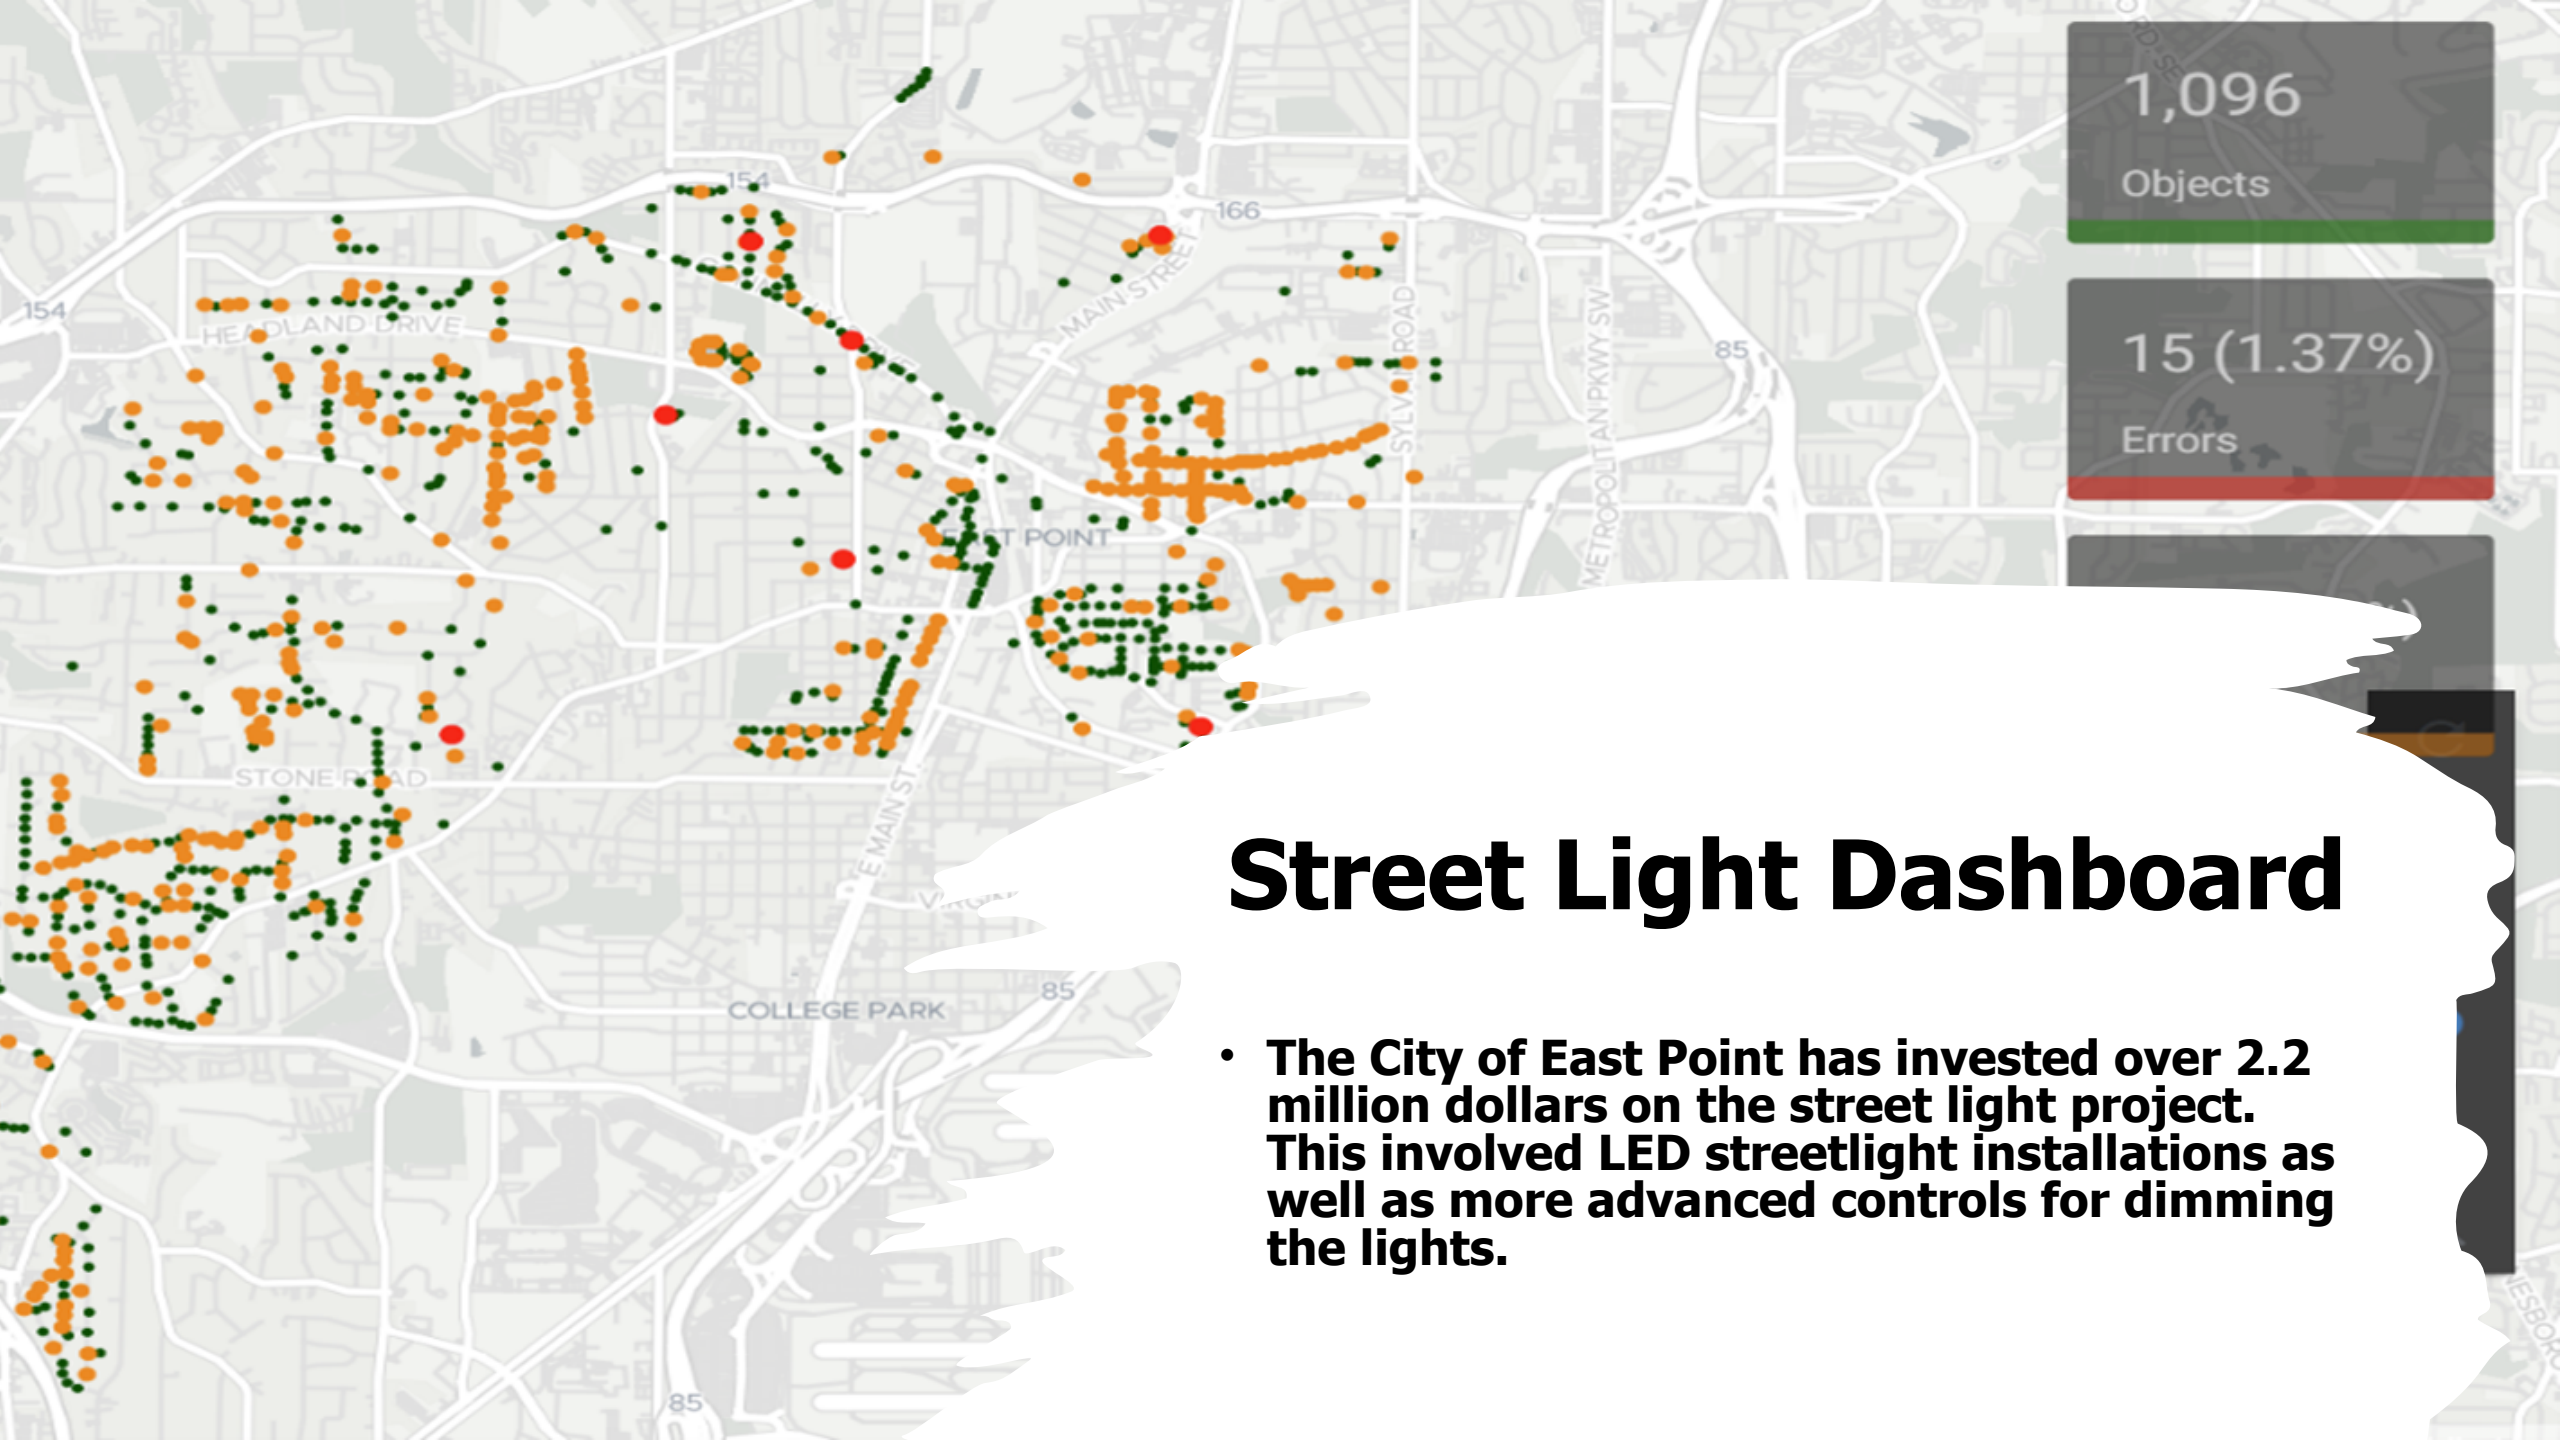 1,096
Objects
154
166
154
HEADLAND DRIVE
MAIN STREET
15 (1.37%)
85
Errors
METROPOLITAN PKWY SW
EAST POINT
%)
STONE ROAD
E MAIN ST
Street Light Dashboard
COLLEGE PARK
85
• The City of East Point has invested over 2.2
million dollars on the street light project.
This involved LED streetlight installations as
well as more advanced controls for dimming
the lights.
85